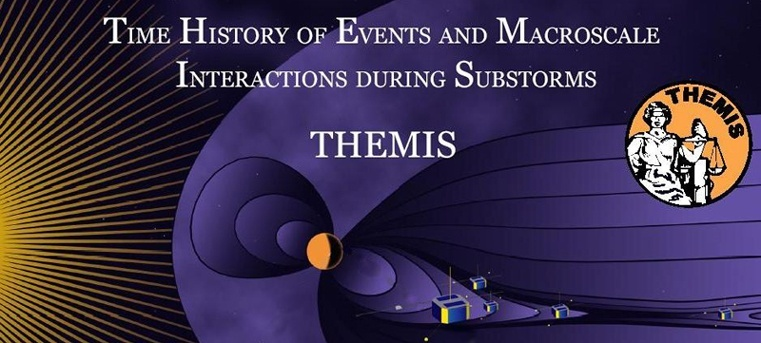 Time History of Events and Macroscale
Interactions during Substorms
THEMIS
THEMIS